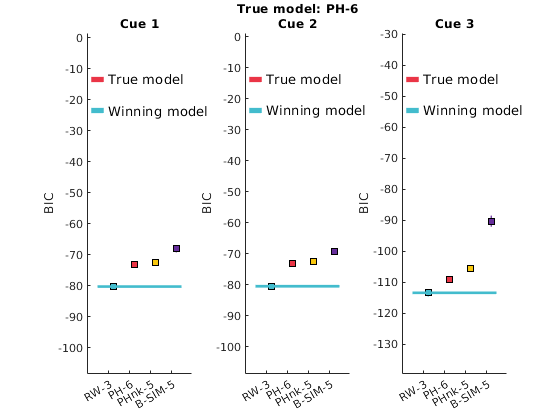 True model: PH-6
Cue 1
0
-10
-20
-30
-40
-50
-60
-70
-80
-90
-100
BIC
True model
Winning model
RW-3
PH-6
PHnk-5
B-SIM-5
Cue 2
0
-10
-20
-30
-40
-50
-60
-70
-80
-90
-100
BIC
True model
Winning model
RW-3
PH-6
PHnk-5
B-SIM-5
Cue 3
-30
-40
-50
-60
-70
-80
-90
-100
-110
-120
-130
BIC
True model
Winning model
RW-3
PH-6
PHnk-5
B-SIM-5